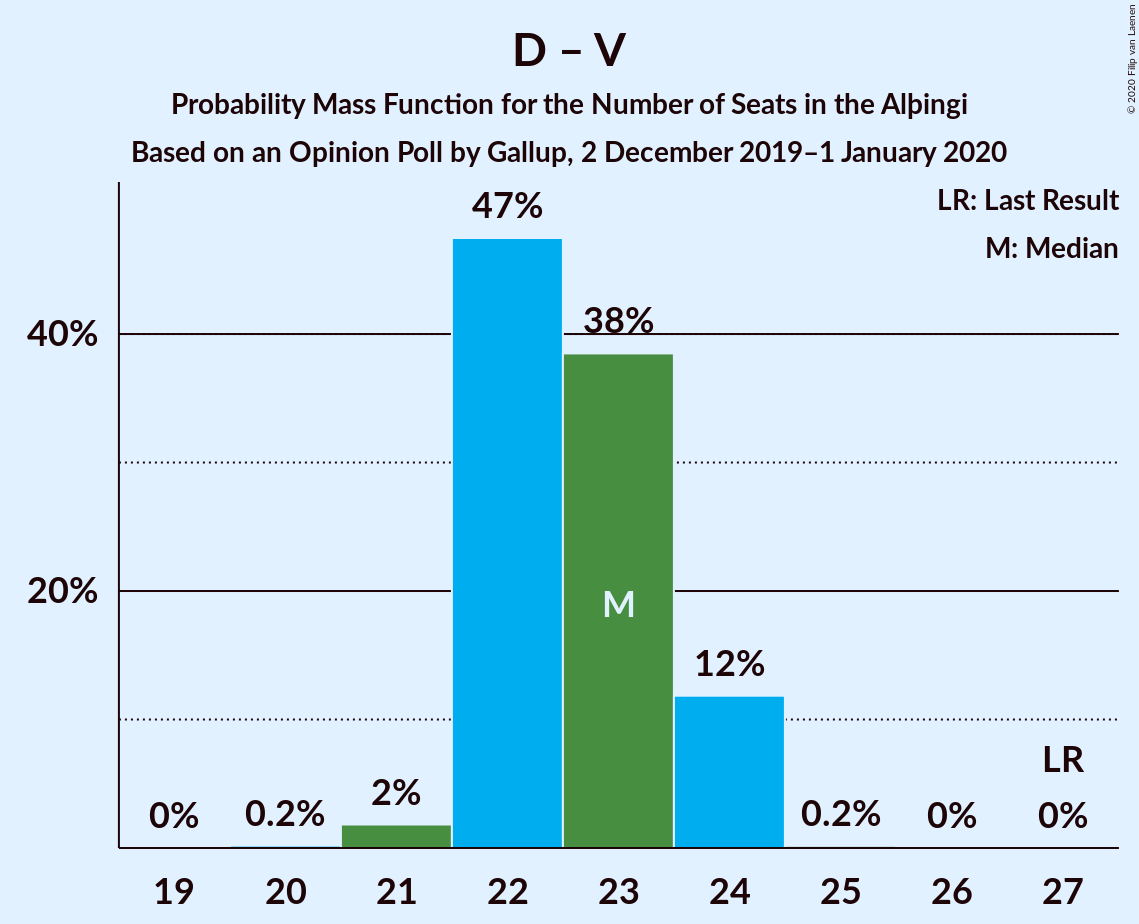 D – V
Probability Mass Function for the Number of Seats in the Alþingi
Based on an Opinion Poll by Gallup, 2 December 2019–1 January 2020
© 2020 Filip van Laenen
LR: Last Result
M: Median
47%
38%
40%
M
20%
12%
LR
2%
0%
0.2%
0.2%
0%
0%
19
20
21
22
23
24
25
26
27